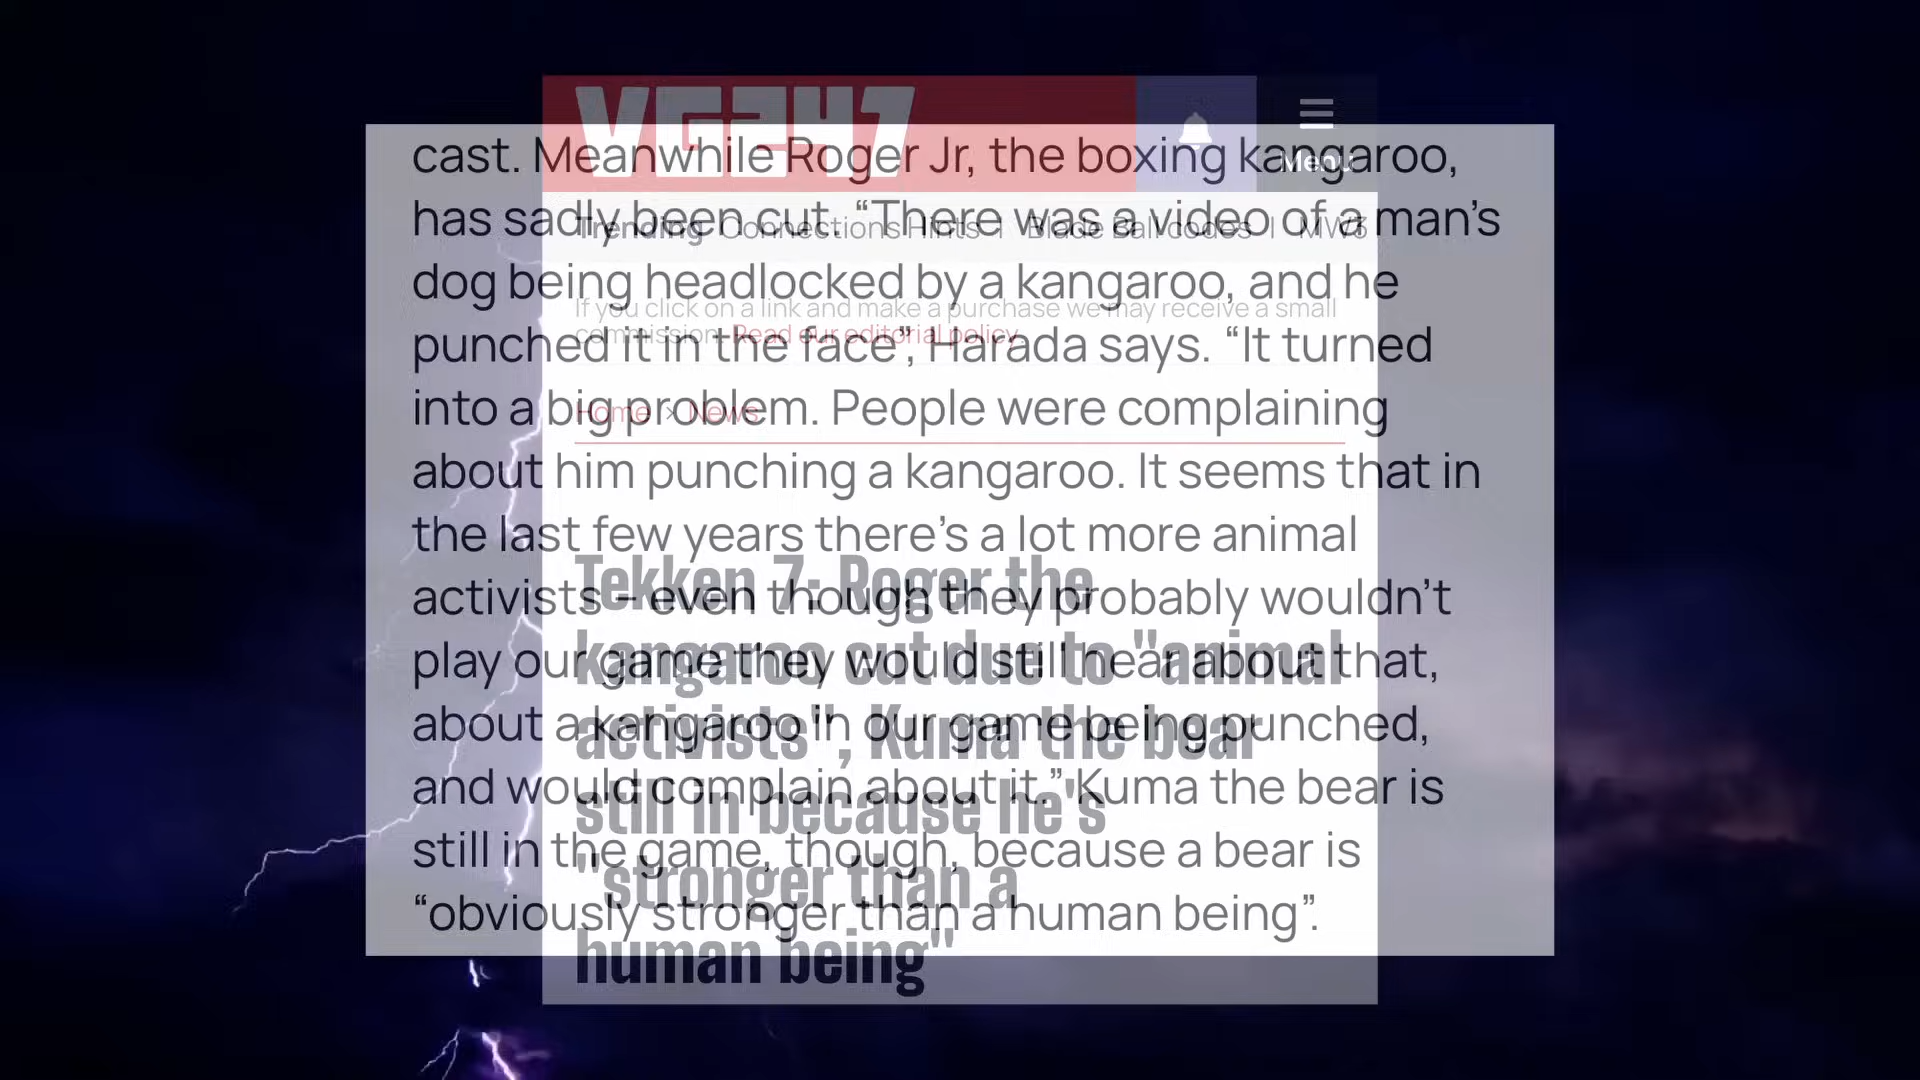 VG247
Menu
Trending Connections Hints | Blade Ball codes | MW3
If you click on a link and make a purchase we may receive a small
commission. Read our editorial policy.
Home › News
Tekken 7: Roger the
kangaroo cut due to "animal
activists", Kuma the bear
still in because he's
"stronger than a
human being"
cast. Meanwhile Roger Jr, the boxing kangaroo,
has sadly been cut. “There was a video of a man’s
dog being headlocked by a kangaroo, and he
punched it in the face”, Harada says. “It turned
into a big problem. People were complaining
about him punching a kangaroo. It seems that in
the last few years there’s a lot more animal
activists – even though they probably wouldn’t
play our game they would still hear about that,
about a kangaroo in our game being punched,
and would complain about it.” Kuma the bear is
still in the game, though, because a bear is
“obviously stronger than a human being”.